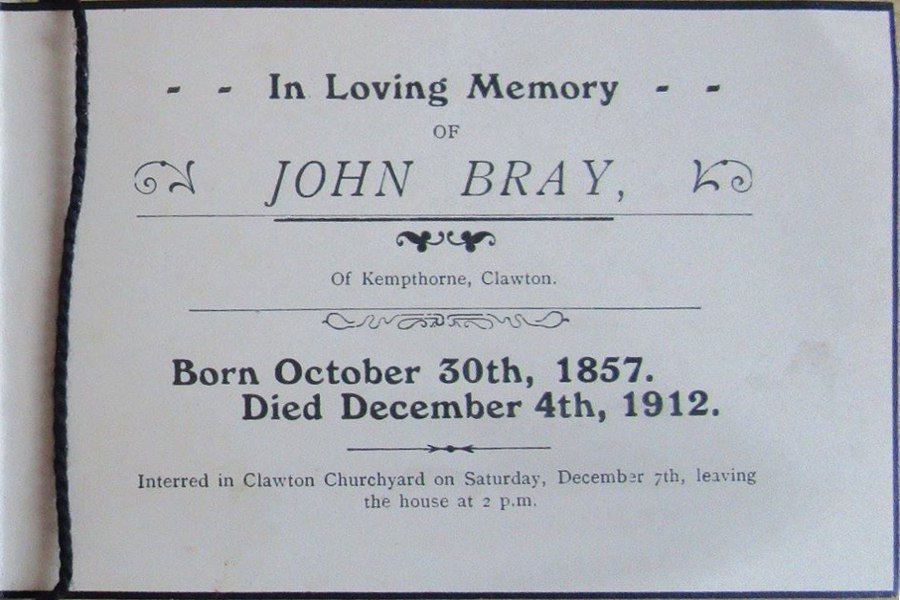 - - In Loving Memory - -
OF
JOHN BRAY,
Of Kempthorne, Clawton.
Born October 30th, 1857.
Died December 4th, 1912.
Interred in Clawton Churchyard on Saturday, December 7th, leaving
the house at 2 p.m.